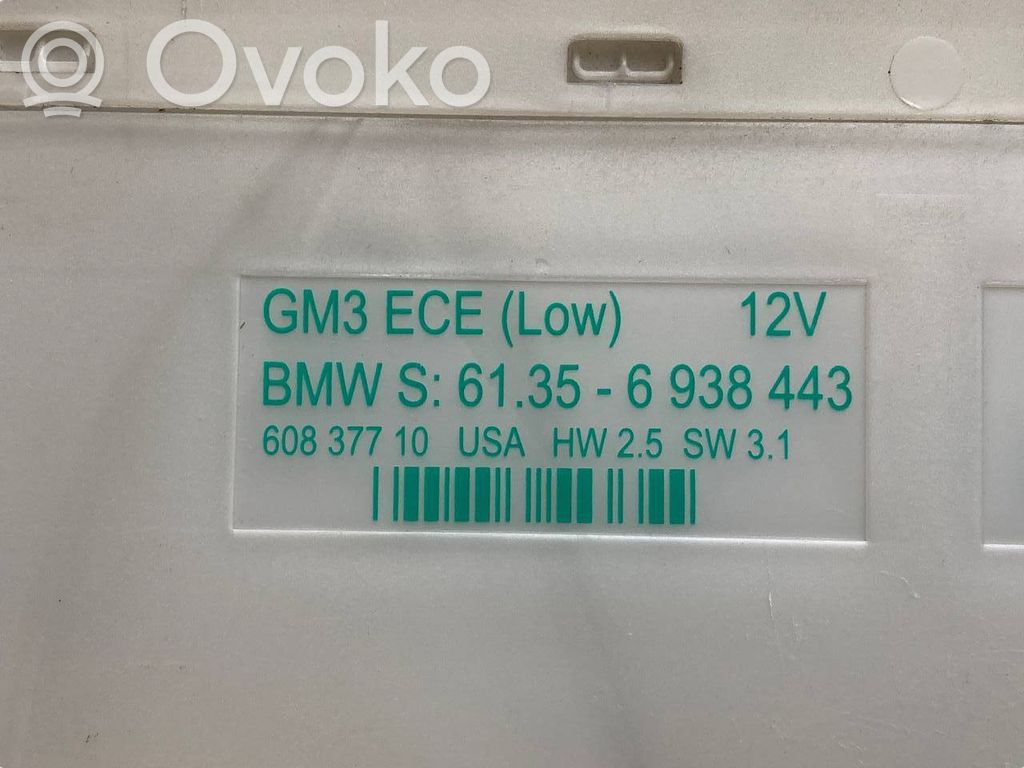 Ovoko
GM3 ECE (Low) 12V
BMW S: 61.35 - 6 938 443
608 377 10 USA HW 2.5 SW 3.1